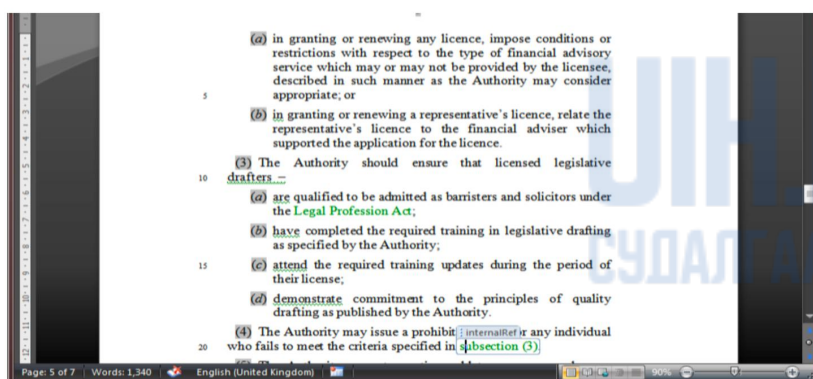 (a) in granting or renewing any licence, impose conditions or
restrictions with respect to the type of financial advisory
service which may or may not be provided by the licensee,
described in such manner as the Authority may consider
5 appropriate; or
(b) in granting or renewing a representative's licence, relate the
representative's licence to the financial adviser which
supported the application for the licence.
(3) The Authority should ensure that licensed legislative
10 drafters –
(a) are qualified to be admitted as barristers and solicitors under
the Legal Profession Act;
(b) have completed the required training in legislative drafting
as specified by the Authority;
15 (c) attend the required training updates during the period of
their license;
(d) demonstrate commitment to the principles of quality
drafting as published by the Authority.
(4) The Authority may issue a prohibit internalRef or any individual
20 who fails to meet the criteria specified in subsection (3)
Page: 5 of 7 Words: 1,340 English (United Kingdom) 90%
UIH.
СУДАЛГА